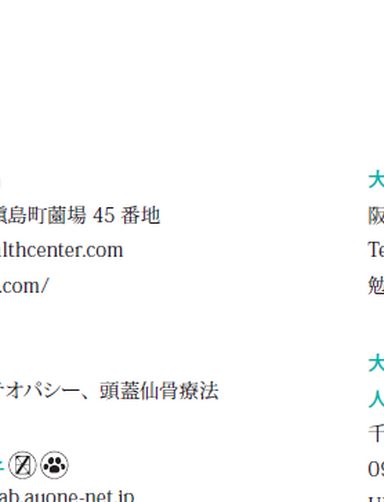 島町薗場 45 番地
lthcenter.com
.com/
オパシー、頭蓋仙骨療法
ab.auone-net.jp
大
阪
Te
勉
大
人
千
09